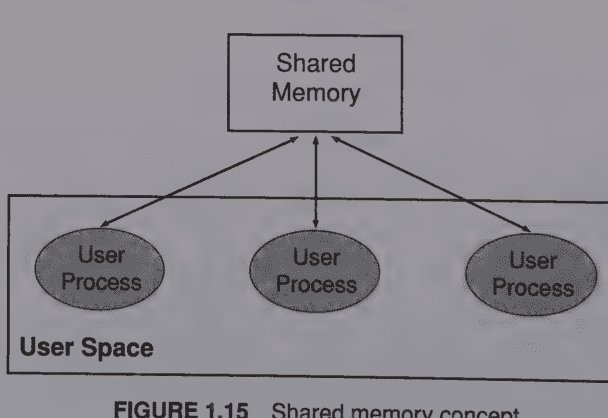 Shared
Memory
User
Process
User
Process
User
Process
User Space
FIGURE 1.15 Shared memory concept